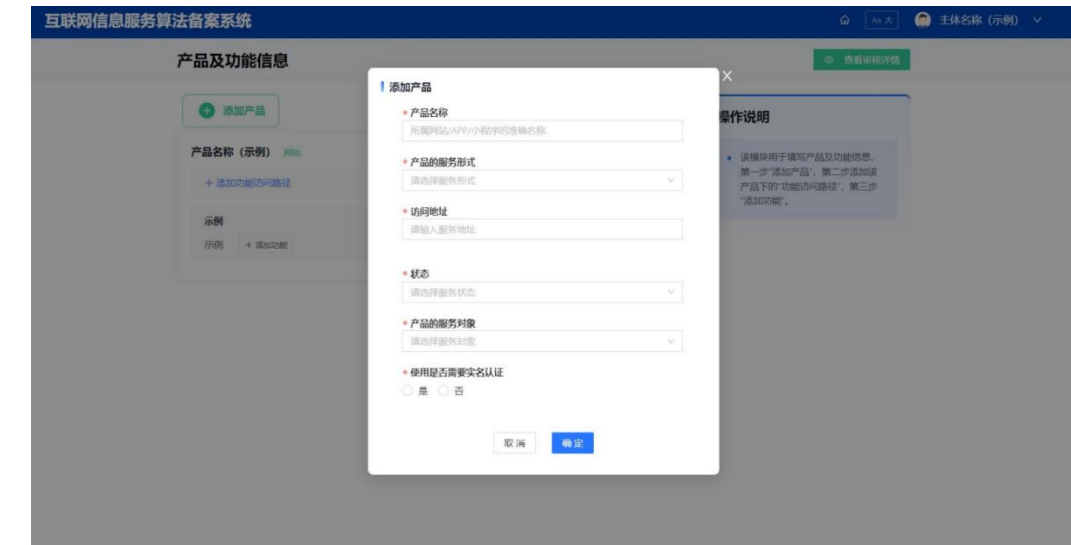 互联网信息服务算法备案系统
Aa 大
主体名称（示例）
产品及功能信息
查看审核详情
添加产品
产品名称（示例） 网站
+ 添加功能访问路径
示例
示例 + 添加功能
添加产品
X
* 产品名称
所属网站/APP/小程序的准确名称
* 产品的服务形式
请选择服务形式
* 访问地址
请输入服务地址
* 状态
请选择服务状态
* 产品的服务对象
请选择服务对象
* 使用是否需要实名认证
是 否
取 消 确 定
操作说明
• 该模块用于填写产品及功能信息。
第一步“添加产品”，第二步添加该
产品下的“功能访问路径”，第三步
“添加功能”。